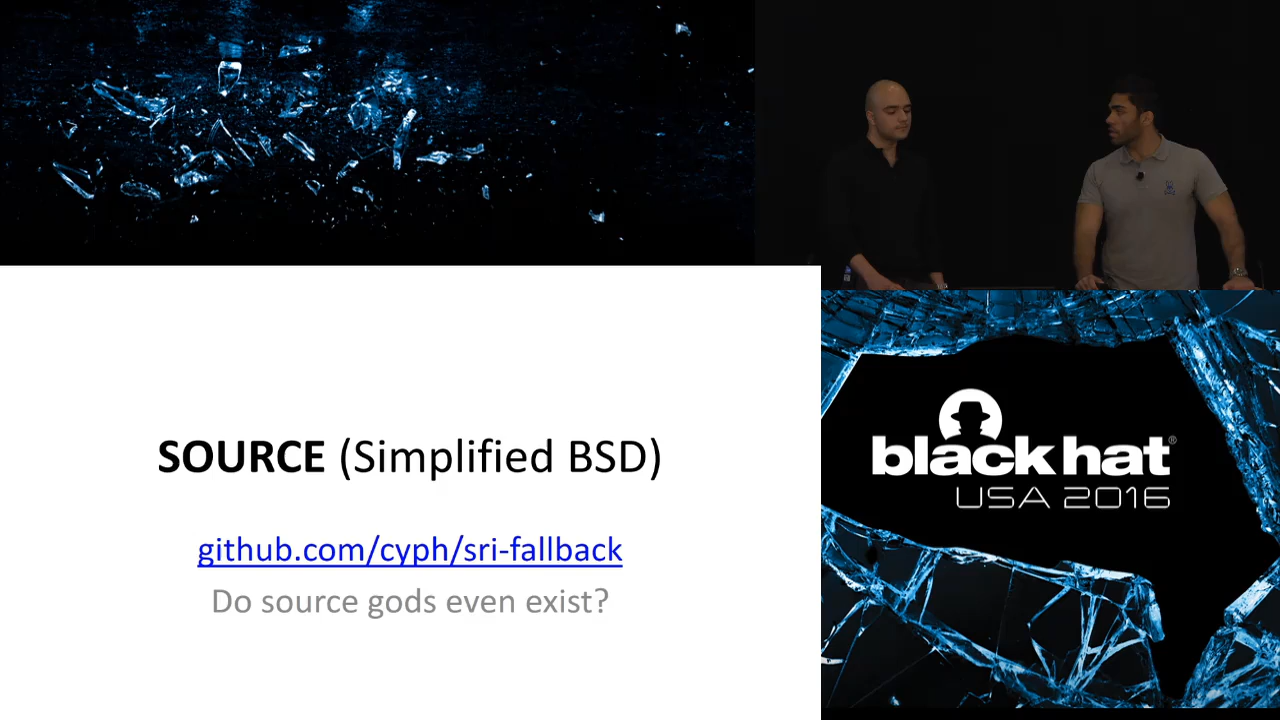 SOURCE (Simplified BSD)
github.com/cyph/sri-fallback
Do source gods even exist?
black hat®
USA 2016